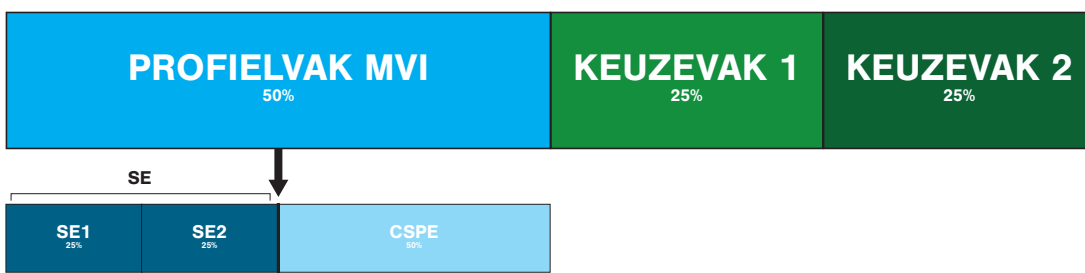 PROFIELVAK MVI
50%
KEUZEVAK 1
25%
KEUZEVAK 2
25%
SE
SE1
25%
SE2
25%
CSPE
50%